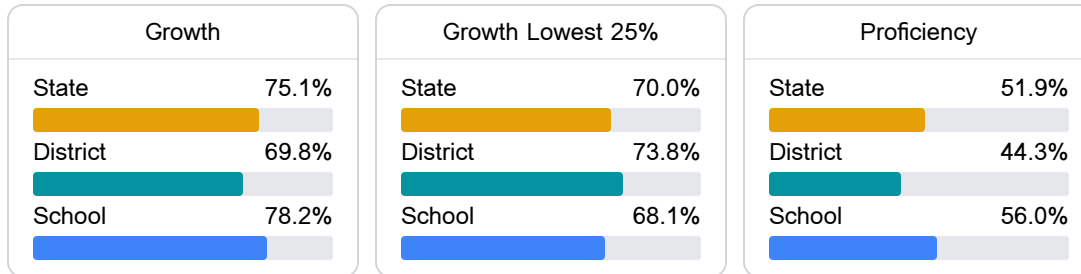 Growth
State 75.1%
District 69.8%
School 78.2%
Growth Lowest 25%
State 70.0%
District 73.8%
School 68.1%
Proficiency
State 51.9%
District 44.3%
School 56.0%